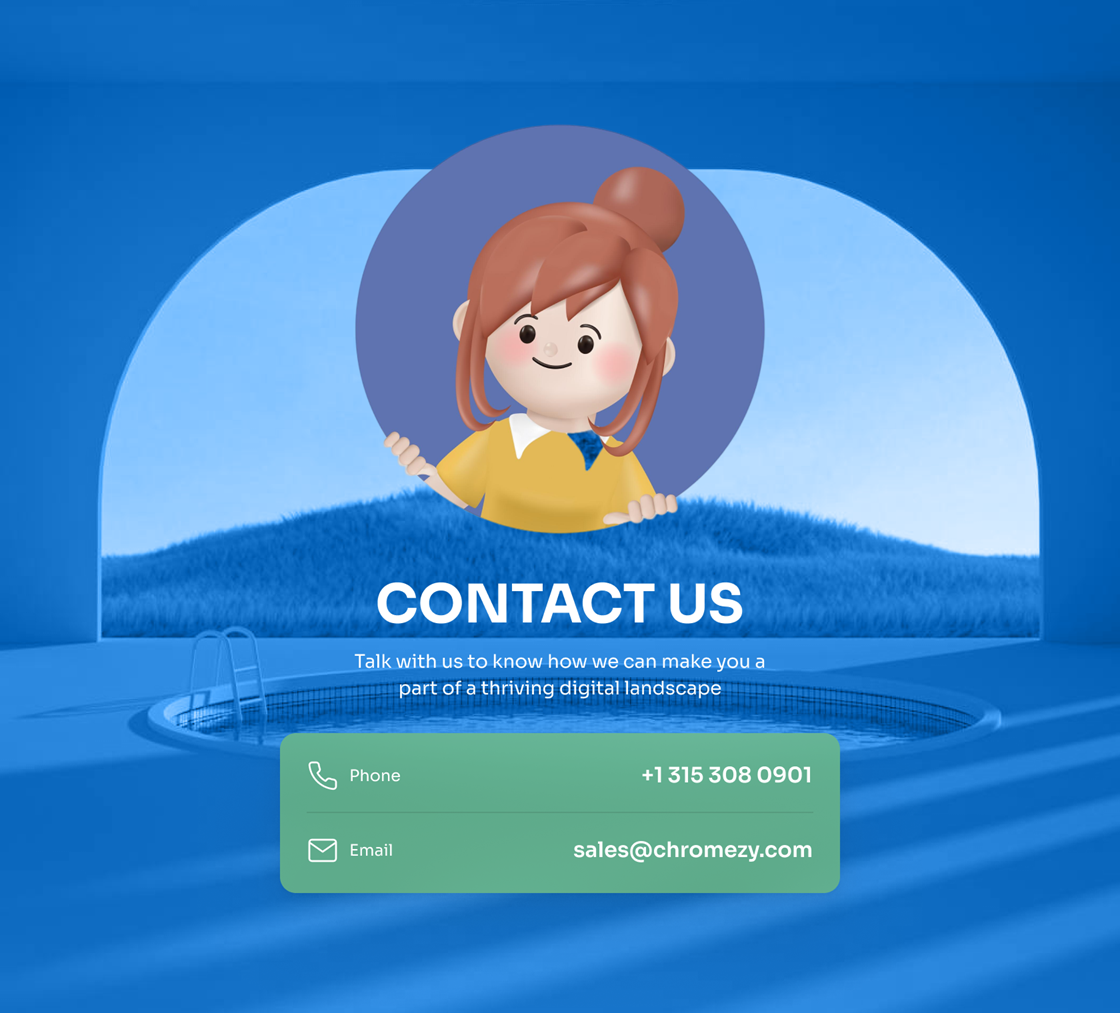 CONTACT US
Talk with us to know how we can make you a
part of a thriving digital landscape
Phone
+1 315 308 0901
Email
sales@chromezy.com